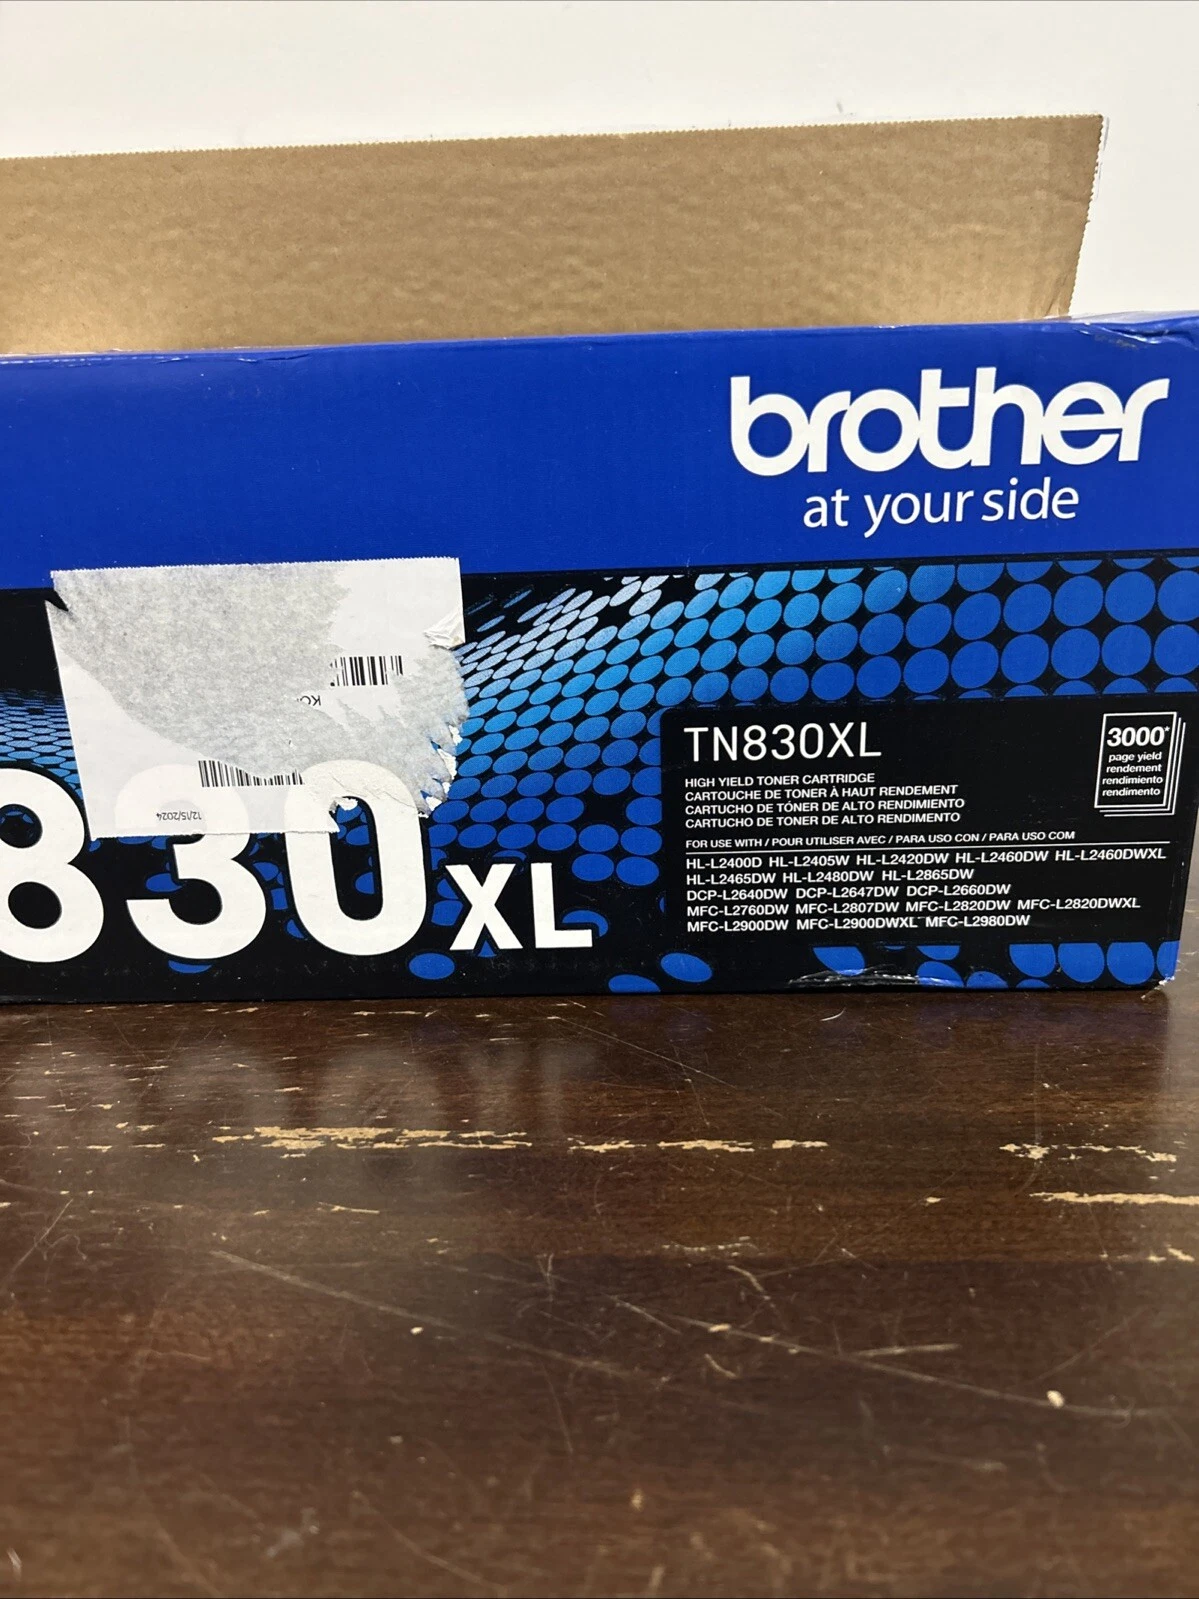 brother
at your side
KO
12/15/2024
830XL
TN830XL
HIGH YIELD TONER CARTRIDGE
CARTOUCHE DE TONER À HAUT RENDEMENT
CARTUCHO DE TÓNER DE ALTO RENDIMIENTO
CARTUCHO DE TONER DE ALTO RENDIMENTO
3000*
page yield
rendement
rendimiento
rendimento
FOR USE WITH / POUR UTILISER AVEC / PARA USO CON / PARA USO COM
HL-L2400D HL-L2405W HL-L2420DW HL-L2460DW HL-L2460DWXL
HL-L2465DW HL-L2480DW HL-L2865DW
DCP-L2640DW DCP-L2647DW DCP-L2660DW
MFC-L2760DW MFC-L2807DW MFC-L2820DW MFC-L2820DWXL
MFC-L2900DW MFC-L2900DWXL MFC-L2980DW